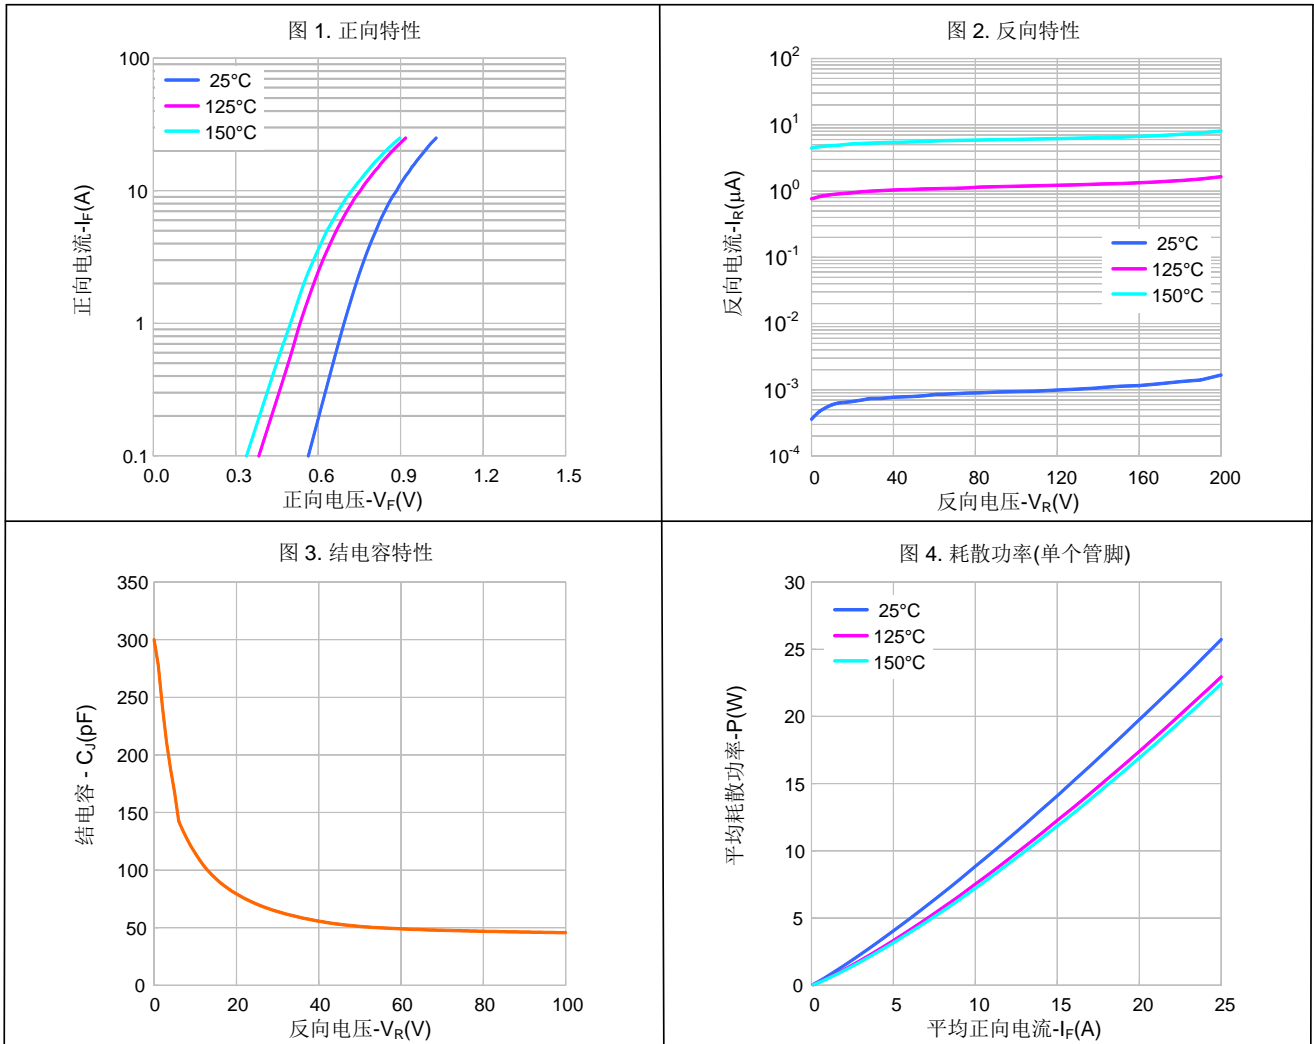 图 1. 正向特性
100
10
1
0.1
25°C
125°C
150°C
正向电流-I_F(A)
0.0 0.3 0.6 0.9 1.2 1.5
正向电压-V_F(V)
图 2. 反向特性
10²
10¹
10⁰
10⁻¹
10⁻²
10⁻³
10⁻⁴
25°C
125°C
150°C
反向电流-I_R(μA)
0 40 80 120 160 200
反向电压-V_R(V)
图 3. 结电容特性
350
300
250
200
150
100
50
0
结电容 - C_J(pF)
0 20 40 60 80 100
反向电压-V_R(V)
图 4. 耗散功率(单个管脚)
30
25
20
15
10
5
0
25°C
125°C
150°C
平均耗散功率-P(W)
0 5 10 15 20 25
平均正向电流-I_F(A)